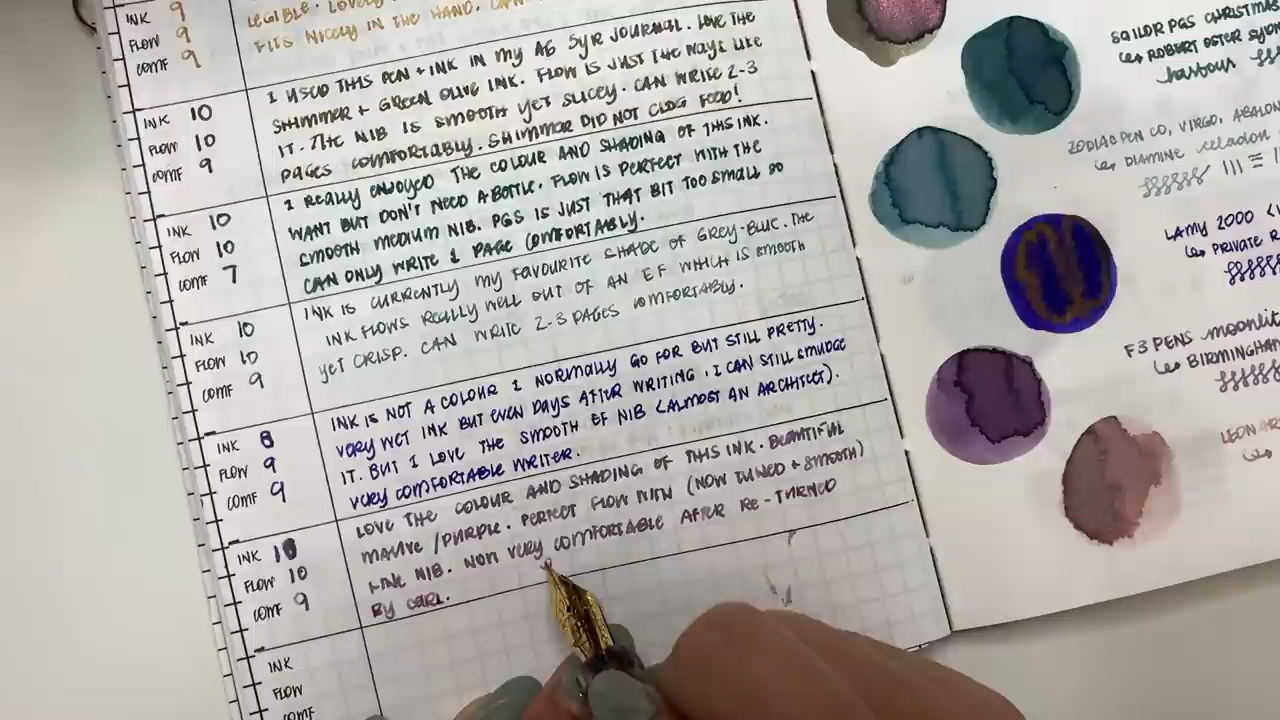 INK 9
FLOW 9
COMF 9
LEGIBLE. LOVELY
FITS NICELY IN THE HAND.
INK 10
FLOW 10
COMF 9
I USED THIS PEN + INK IN MY A6 5YR JOURNAL. LOVE THE
SHIMMER + GREEN OLIVE INK. FLOW IS JUST THE WAYS LIKE
IT. THE NIB IS SMOOTH YET SLICEY. CAN WRITE 2-3
PAGES COMFORTABLY. SHIMMER DID NOT CLOG FOOD!
INK 10
FLOW 10
COMF 7
I REALLY ENJOYED THE COLOUR AND SHADING OF THIS INK.
WANT BUT DON'T NEED A BOTTLE. FLOW IS PERFECT WITH THE
SMOOTH MEDIUM NIB. PGS IS JUST THAT BIT TOO SMALL SO
CAN ONLY WRITE 1 PAGE COMFORTABLY.
INK 10
FLOW 10
COMF 9
INK IS CURRENTLY MY FAVOURITE SHADE OF GREY-BLUE. THE
INK FLOWS REALLY WELL OUT OF AN EF WHICH IS SMOOTH
YET CRISP. CAN WRITE 2-3 PAGES COMFORTABLY.
INK 8
FLOW 9
COMF 9
INK IS NOT A COLOUR I NORMALLY GO FOR BUT STILL PRETTY.
VERY WET INK BUT EVEN DAYS AFTER WRITING, I CAN STILL SMUDGE
IT. BUT I LOVE THE SMOOTH EF NIB (ALMOST AN ARCHITECT).
VERY COMFORTABLE WRITER.
INK 10
FLOW 10
COMF 9
LOVE THE COLOUR AND SHADING OF THIS INK. BEAUTIFUL
MAUVE/PURPLE. PERFECT FLOW WITH (NOW TUNED + SMOOTH)
FINE NIB. NOW VERY COMFORTABLE AFTER RE-TURNED
BY CARL.
INK
FLOW
COMF
SAILOR PGS CHRISTMAS
ROBERT OSTER SYDN
harbour
ZODIAC PEN CO, VIRGO, ABALON
DIAMINE celadon
LAMY 2000
PRIVATE R
F3 PENS moonlit
BIRMINGHAM
LEONAR